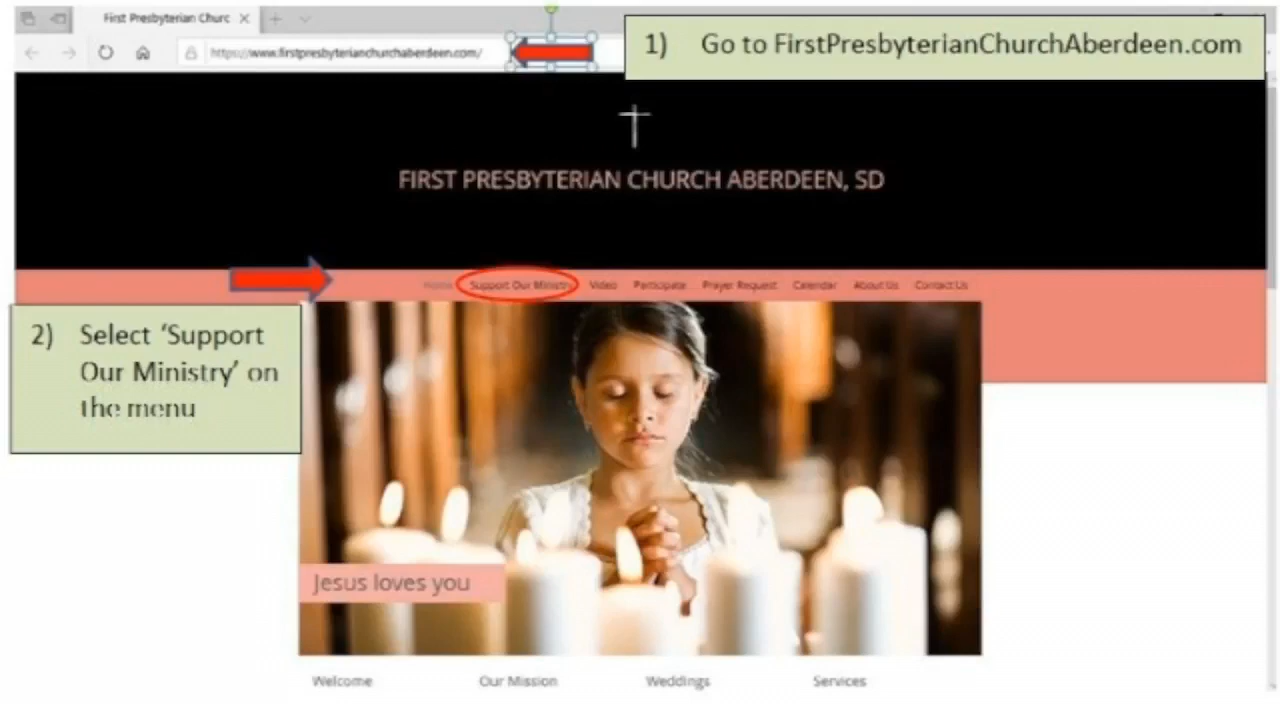 First Presbyterian Churc
https://www.firstpresbyterianchurchaberdeen.com/
1) Go to FirstPresbyterianChurchAberdeen.com
FIRST PRESBYTERIAN CHURCH ABERDEEN, SD
Home Support Our Ministry Video Participate Prayer Request Calendar About Us Contact Us
2) Select ‘Support
Our Ministry’ on
the menu
Jesus loves you
Welcome Our Mission Weddings Services